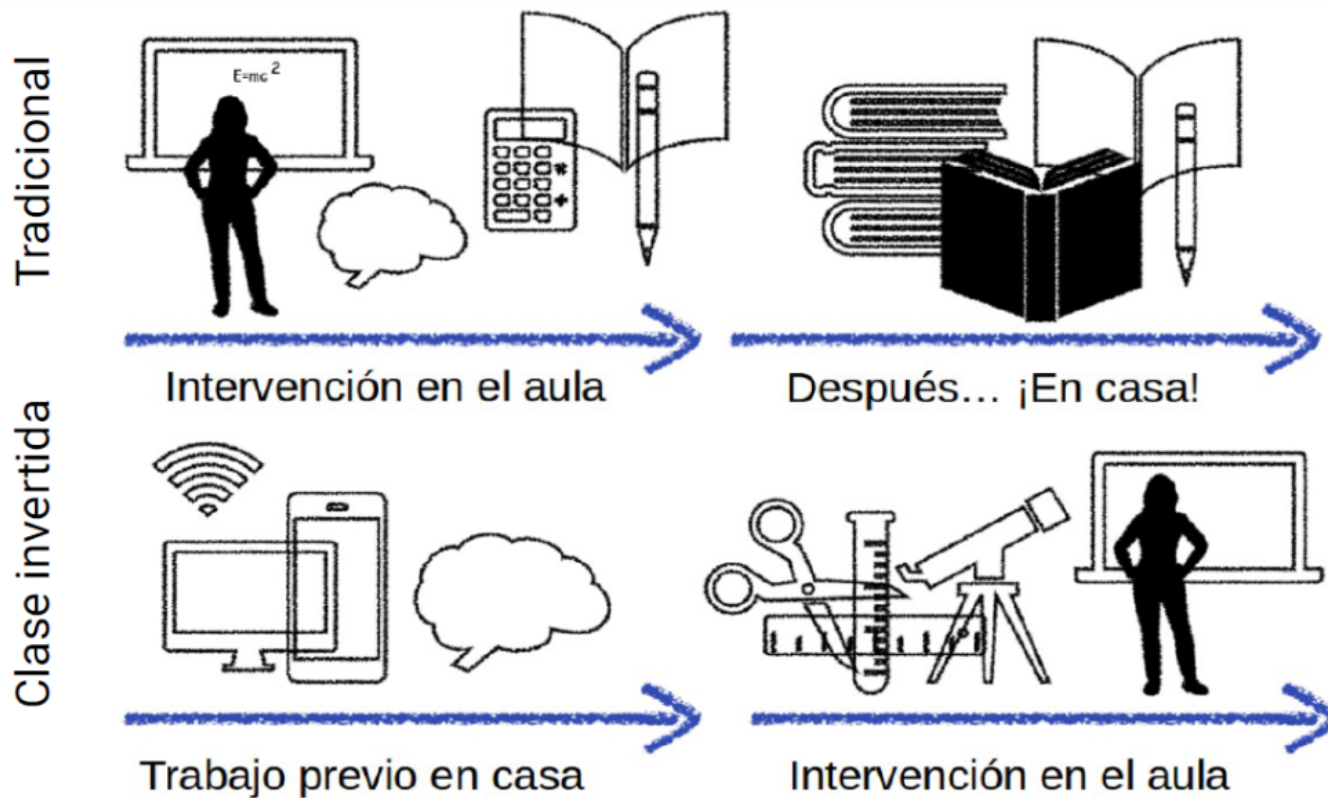 Tradicional
E=mc²
Intervención en el aula
Después… ¡En casa!
Clase invertida
Trabajo previo en casa
Intervención en el aula